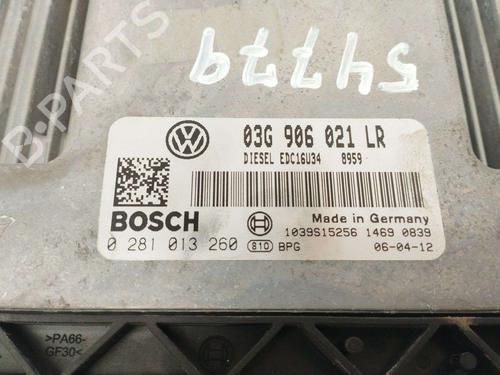 54779
B-PARTS
03G 906 021 LR
DIESEL EDC16U34 8959
BOSCH
Made in Germany
0 281 013 260 810 BPG
1039S15256 1469 0839
06-04-12
>PA66-
GF30<